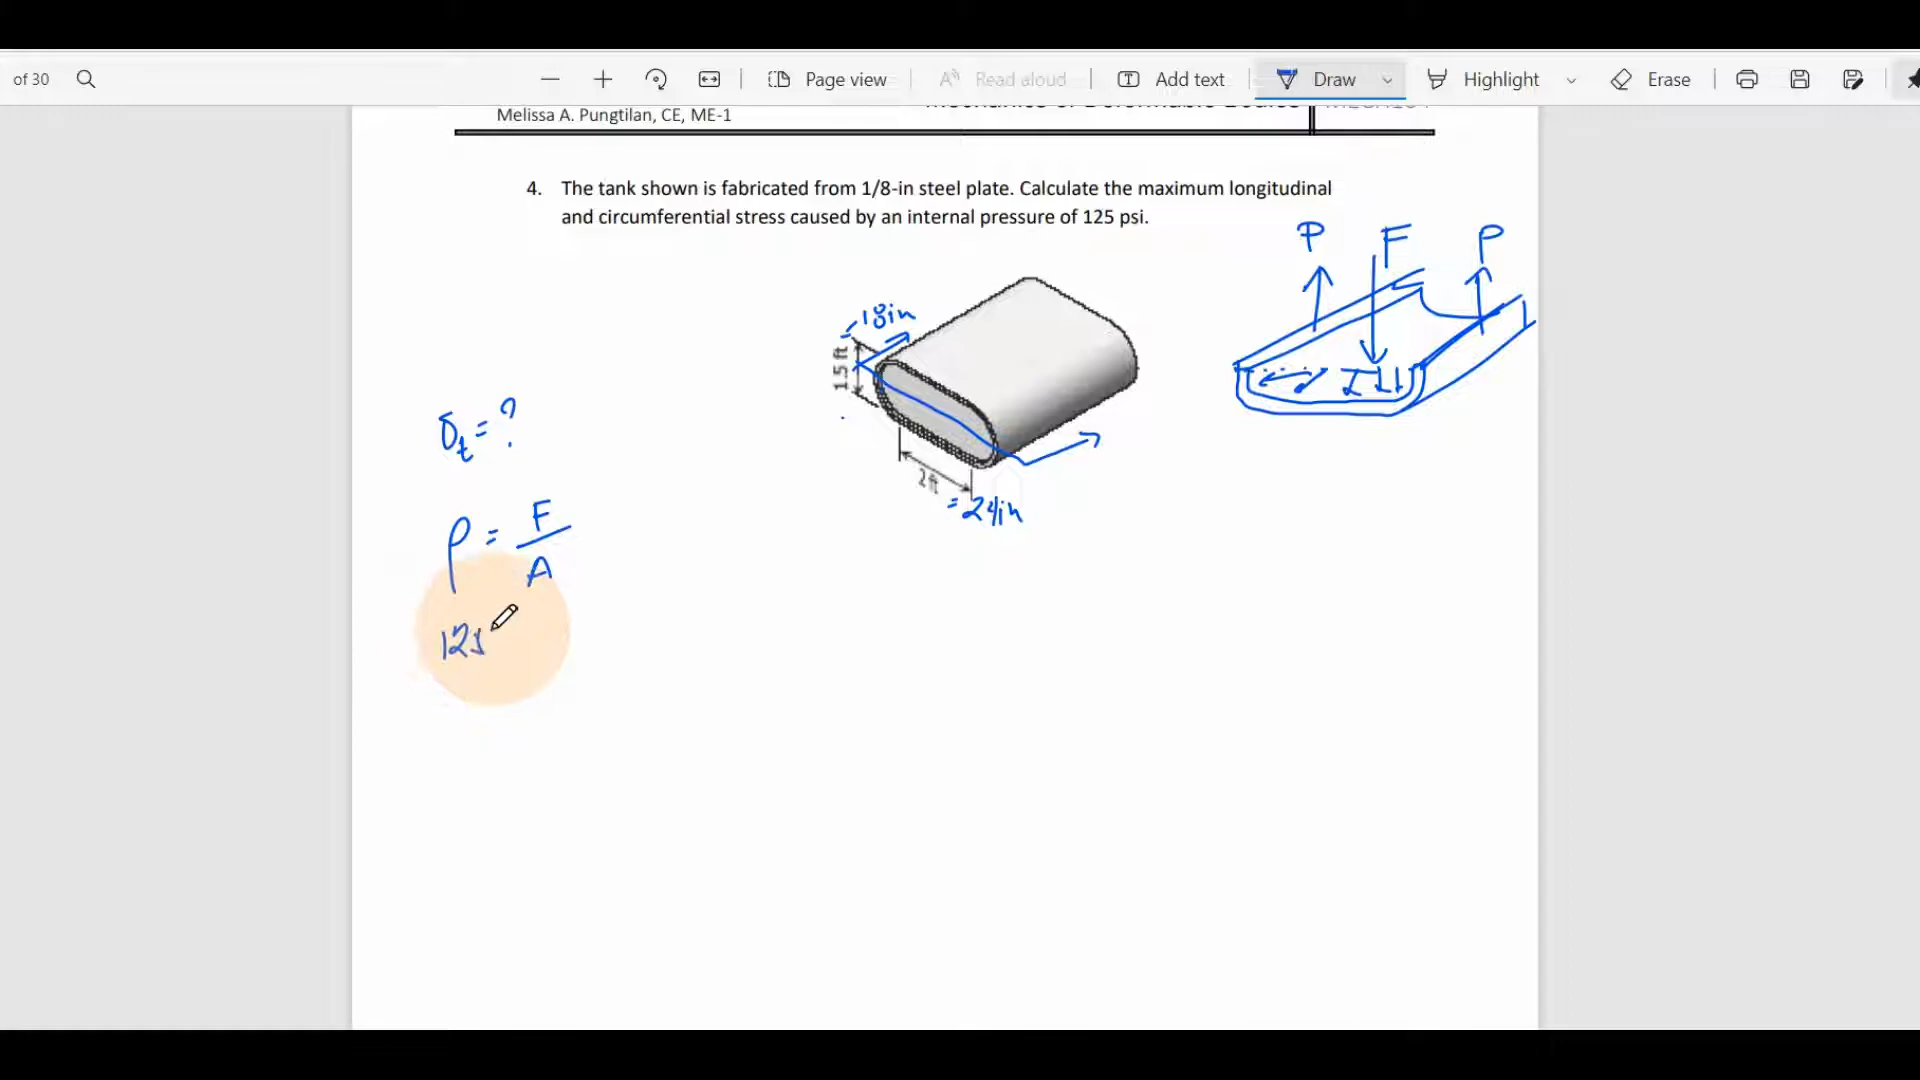 of 30
Page view
Read aloud
Add text
Draw
Highlight
Erase
Melissa A. Pungtilan, CE, ME-1
4. The tank shown is fabricated from 1/8-in steel plate. Calculate the maximum longitudinal
and circumferential stress caused by an internal pressure of 125 psi.
P F P
=18in
1.5 ft
2 ft
=24in
σt = ?
ρ = F
A
125